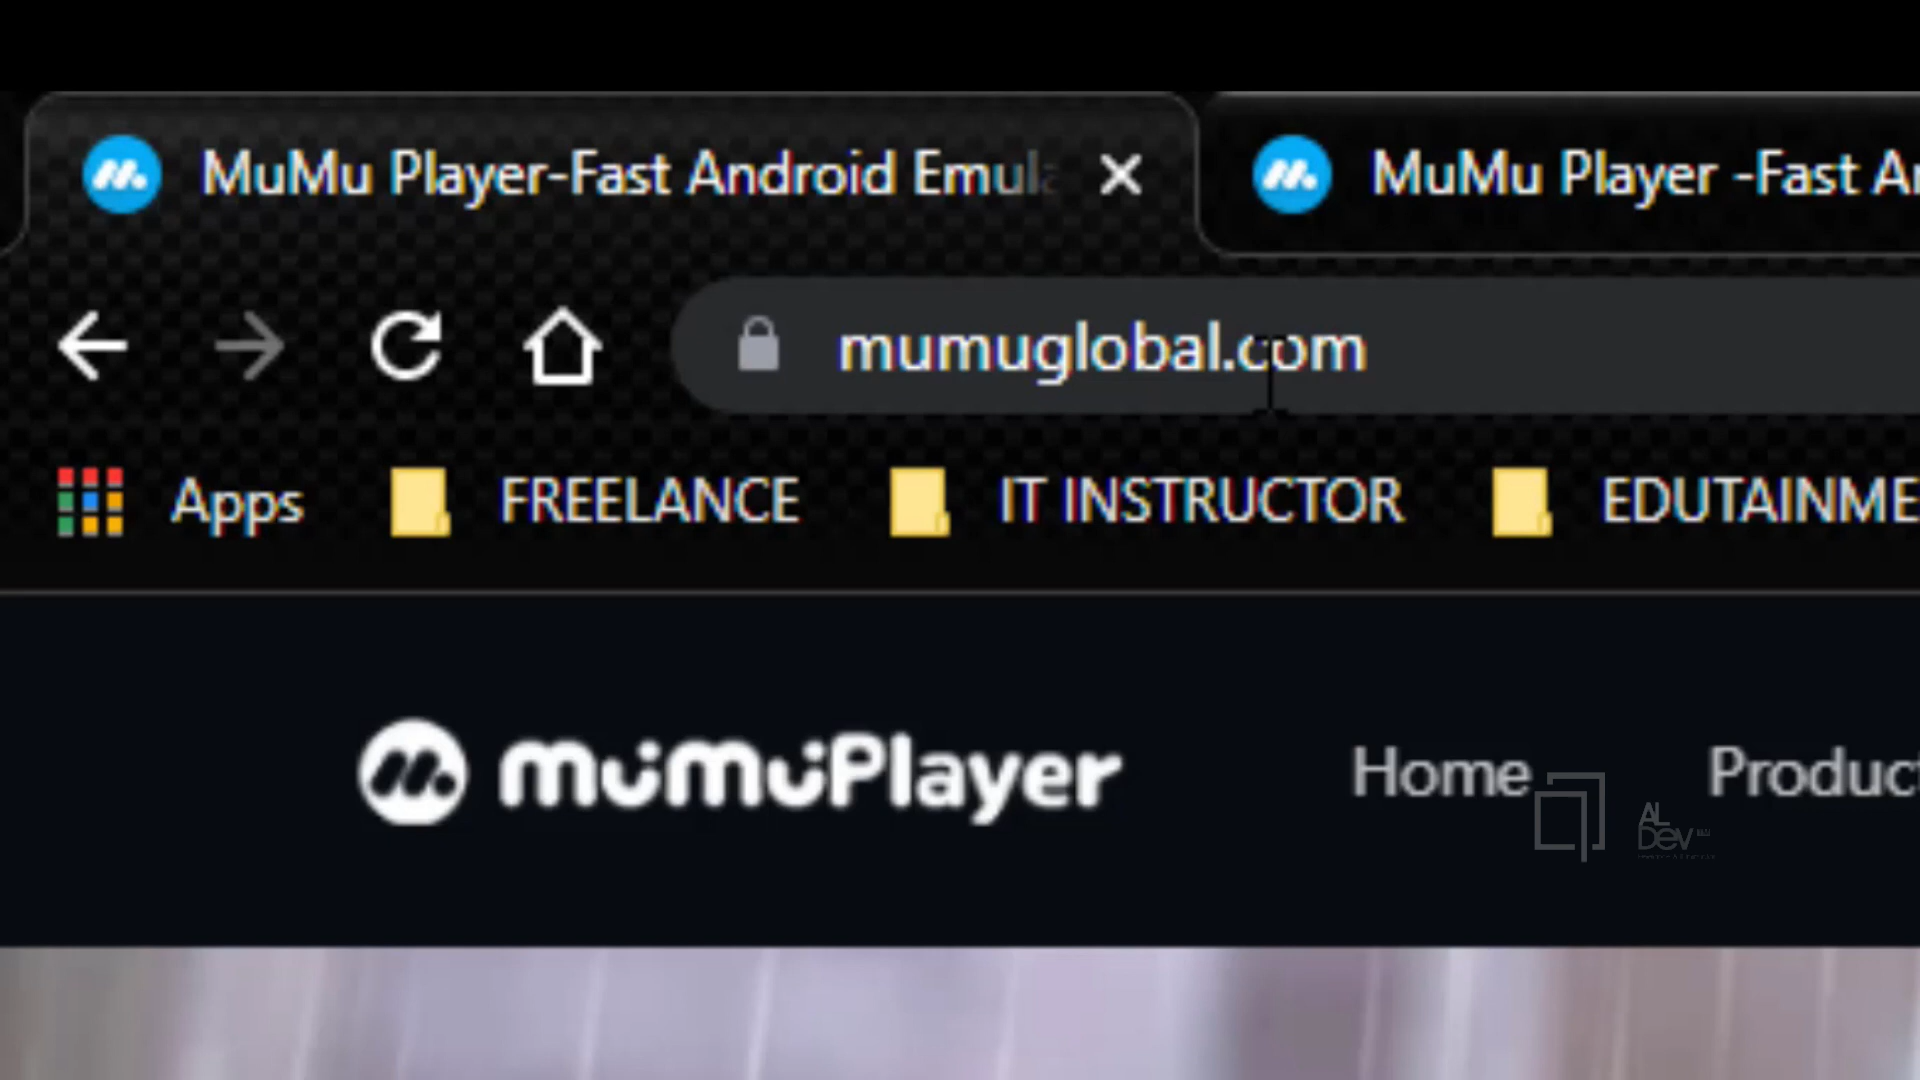 MuMu Player-Fast Android Emul
MuMu Player -Fast
mumuglobal.com
Apps
FREELANCE
IT INSTRUCTOR
EDUTAINME
MuMuPlayer
Home
Product
AL
Dev